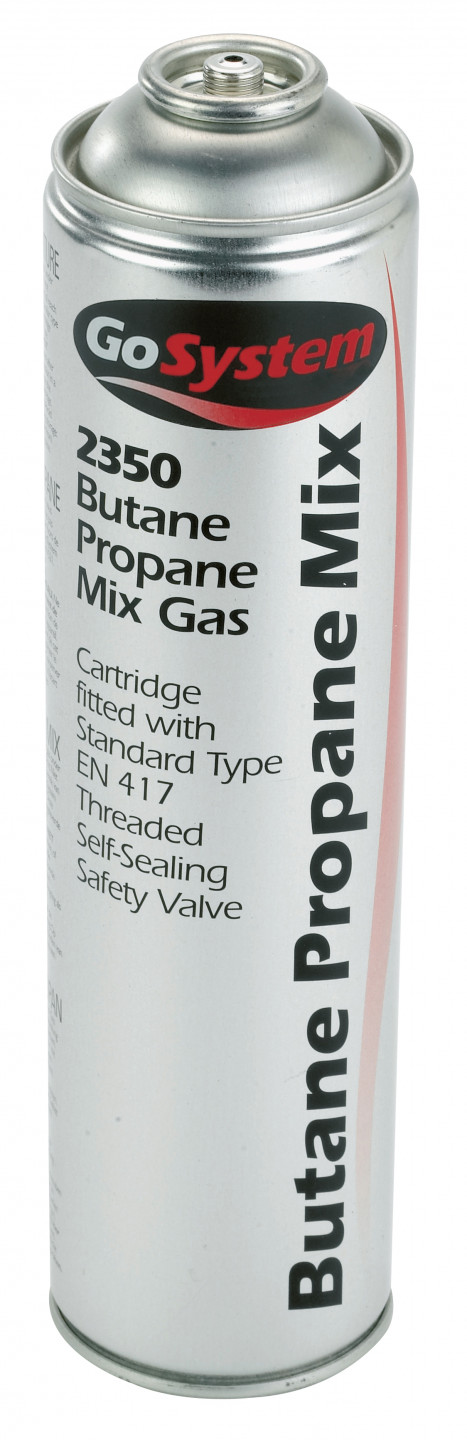 GoSystem
2350
Butane
Propane
Mix Gas
Cartridge
fitted with
Standard Type
EN 417
Threaded
Self-Sealing
Safety Valve
Butane Propane Mix